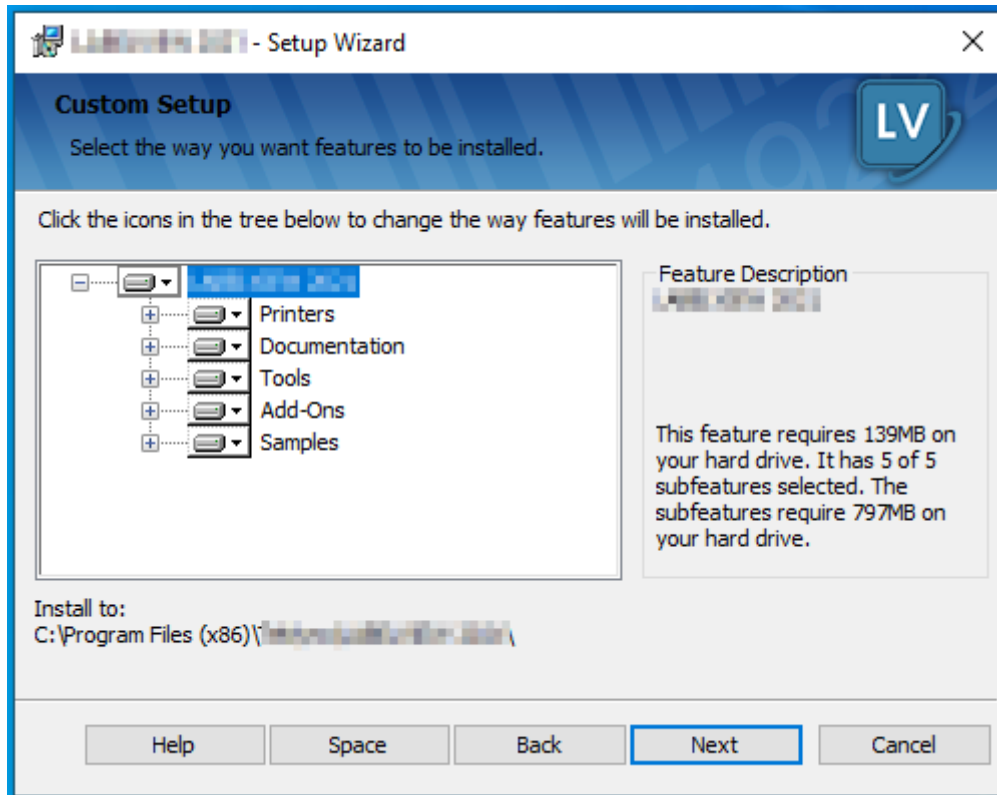 - Setup Wizard
Custom Setup
Select the way you want features to be installed.
LV
Click the icons in the tree below to change the way features will be installed.
Printers
Documentation
Tools
Add-Ons
Samples
Feature Description
This feature requires 139MB on
your hard drive. It has 5 of 5
subfeatures selected. The
subfeatures require 797MB on
your hard drive.
Install to:
C:\Program Files (x86)\ \
Help
Space
Back
Next
Cancel